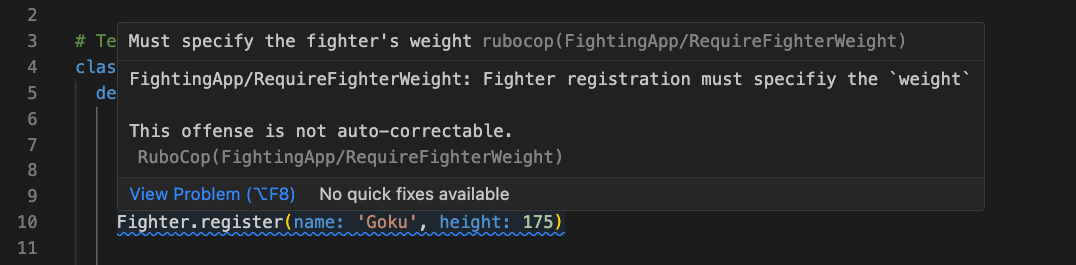 2
3 # Te
4 clas
5 de
6
7
8
9
10 Fighter.register(name: 'Goku', height: 175)
11
Must specify the fighter's weight rubocop(FightingApp/RequireFighterWeight)
FightingApp/RequireFighterWeight: Fighter registration must specifiy the `weight`
This offense is not auto-correctable.
RuboCop(FightingApp/RequireFighterWeight)
View Problem (⌥F8) No quick fixes available